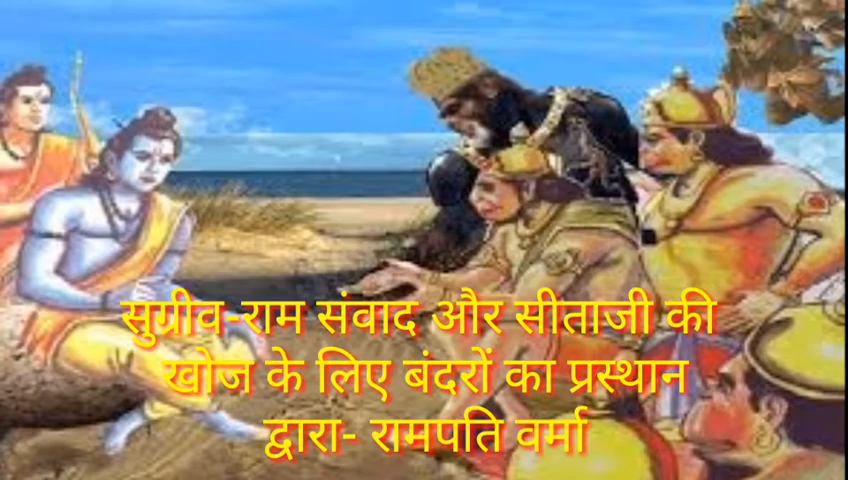 सुग्रीव-राम संवाद और सीताजी की
खोज के लिए बंदरों का प्रस्थान
द्वारा- रामपति वर्मा